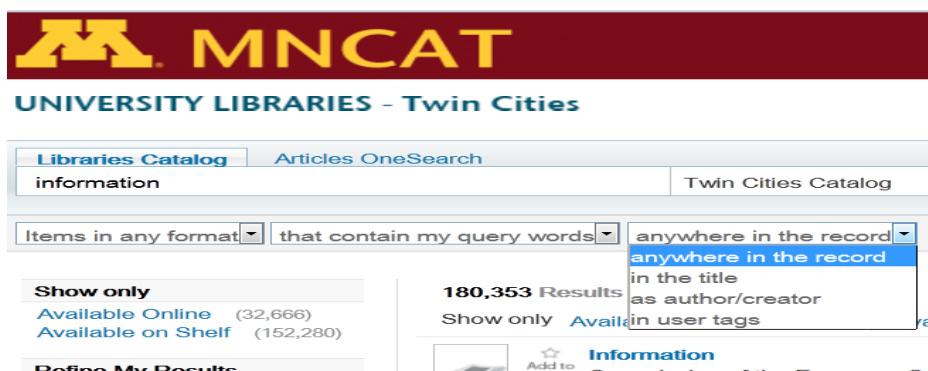 M. MNCAT
UNIVERSITY LIBRARIES - Twin Cities
Libraries Catalog Articles OneSearch
information Twin Cities Catalog
Items in any format that contain my query words anywhere in the record
anywhere in the record
in the title
as author/creator
in user tags
Show only
Available Online (32,666)
Available on Shelf (152,280)
Refine My Results
180,353 Results
Show only
Add to
Information